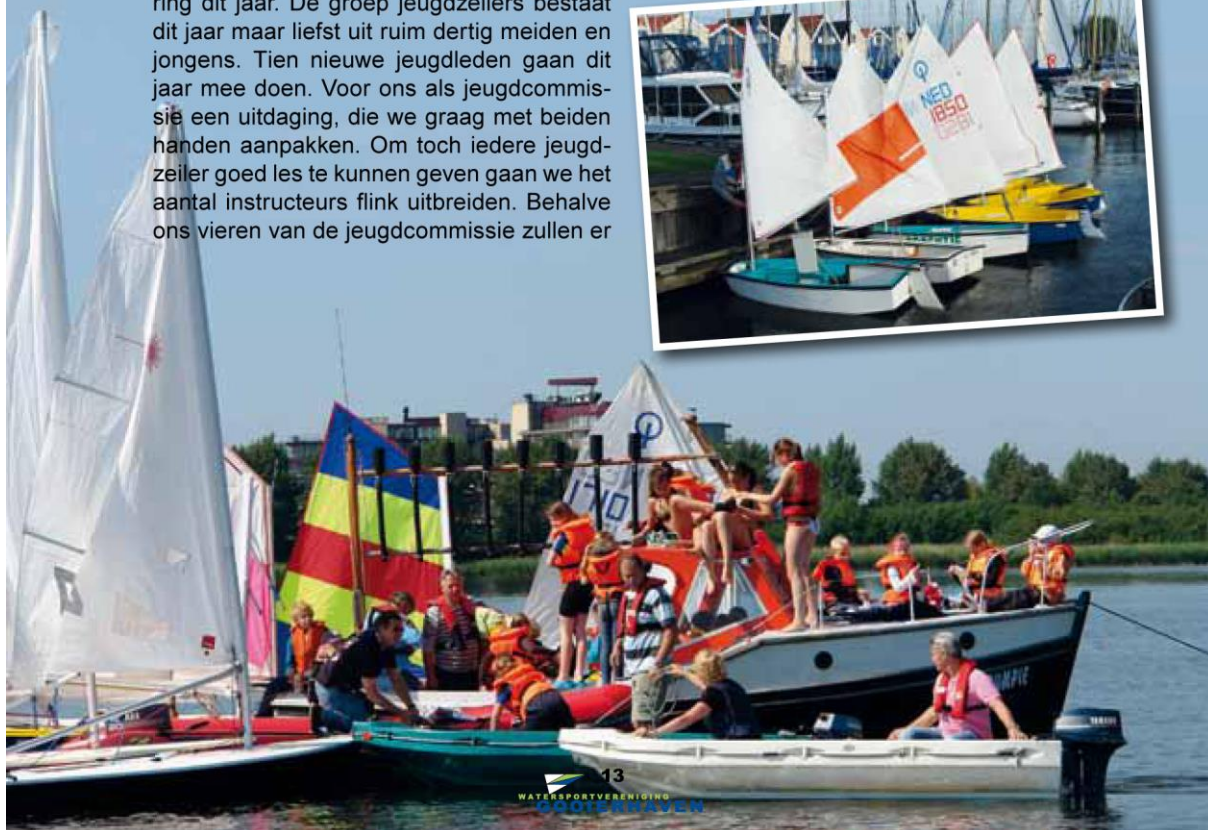 ring dit jaar. De groep jeugdzeilers bestaat
dit jaar maar liefst uit ruim dertig meiden en
jongens. Tien nieuwe jeugdleden gaan dit
jaar mee doen. Voor ons als jeugdcommis-
sie een uitdaging, die we graag met beiden
handen aanpakken. Om toch iedere jeugd-
zeiler goed les te kunnen geven gaan we het
aantal instructeurs flink uitbreiden. Behalve
ons vieren van de jeugdcommissie zullen er
NED
1850
1710
YAMAHA
13
WATERSPORTVERENIGING
GOOIERHAVEN